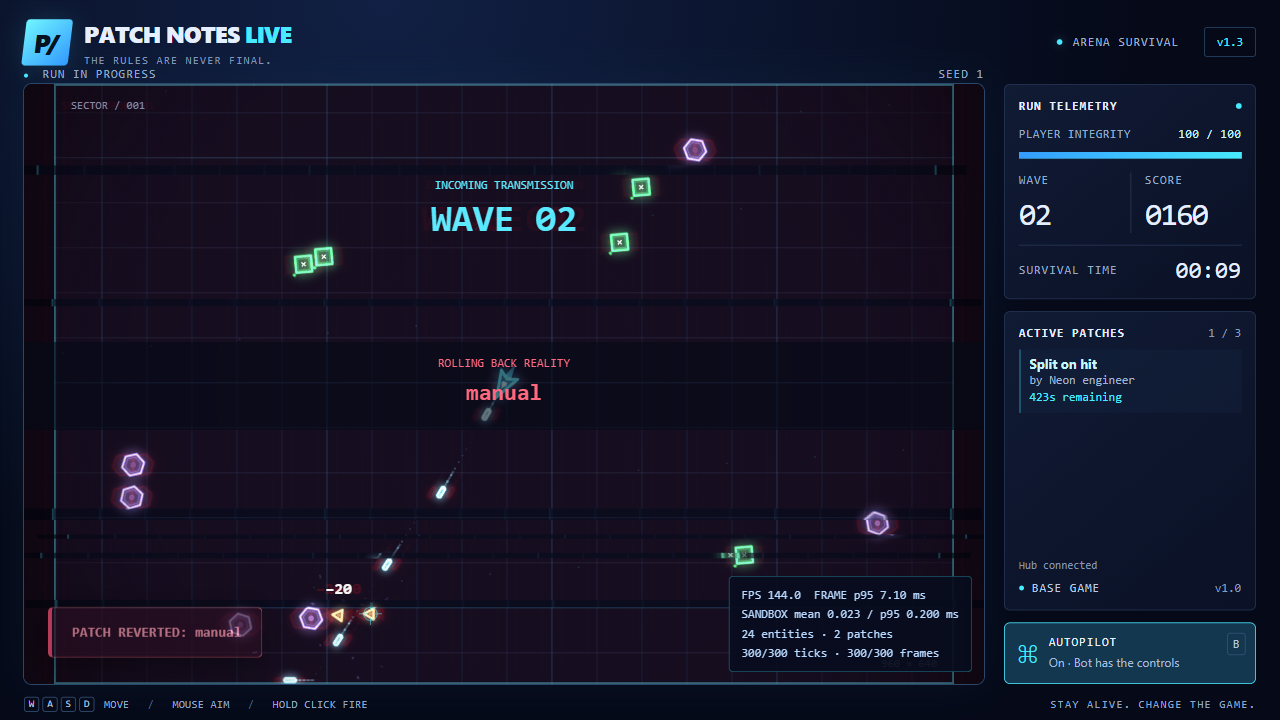 P/
PATCH NOTES LIVE
THE RULES ARE NEVER FINAL.
ARENA SURVIVAL
v1.3
RUN IN PROGRESS
SEED 1
SECTOR / 001
INCOMING TRANSMISSION
WAVE 02
ROLLING BACK REALITY
manual
-20
PATCH REVERTED: manual
FPS 144.0 FRAME p95 7.10 ms
SANDBOX mean 0.023 / p95 0.200 ms
24 entities · 2 patches
300/300 ticks · 300/300 frames
RUN TELEMETRY
PLAYER INTEGRITY 100 / 100
WAVE SCORE
02 0160
SURVIVAL TIME 00:09
ACTIVE PATCHES 1 / 3
Split on hit
by Neon engineer
423s remaining
Hub connected
BASE GAME v1.0
⌘ AUTOPILOT B
On · Bot has the controls
W A S D MOVE / MOUSE AIM / HOLD CLICK FIRE
STAY ALIVE. CHANGE THE GAME.